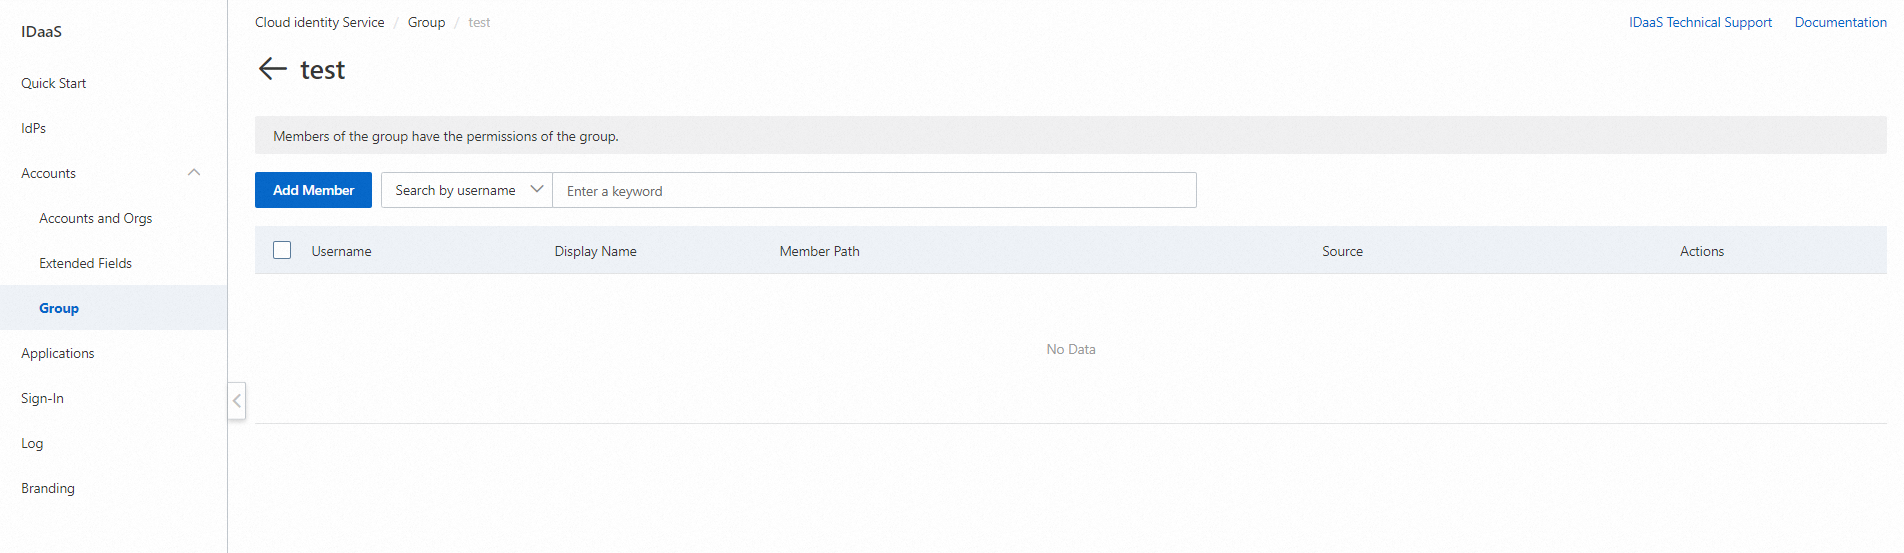 IDaaS
Quick Start
IdPs
Accounts
Accounts and Orgs
Extended Fields
Group
Applications
Sign-In
Log
Branding
Cloud identity Service / Group / test
IDaaS Technical Support Documentation
test
Members of the group have the permissions of the group.
Add Member Search by username Enter a keyword
Username Display Name Member Path Source Actions
No Data